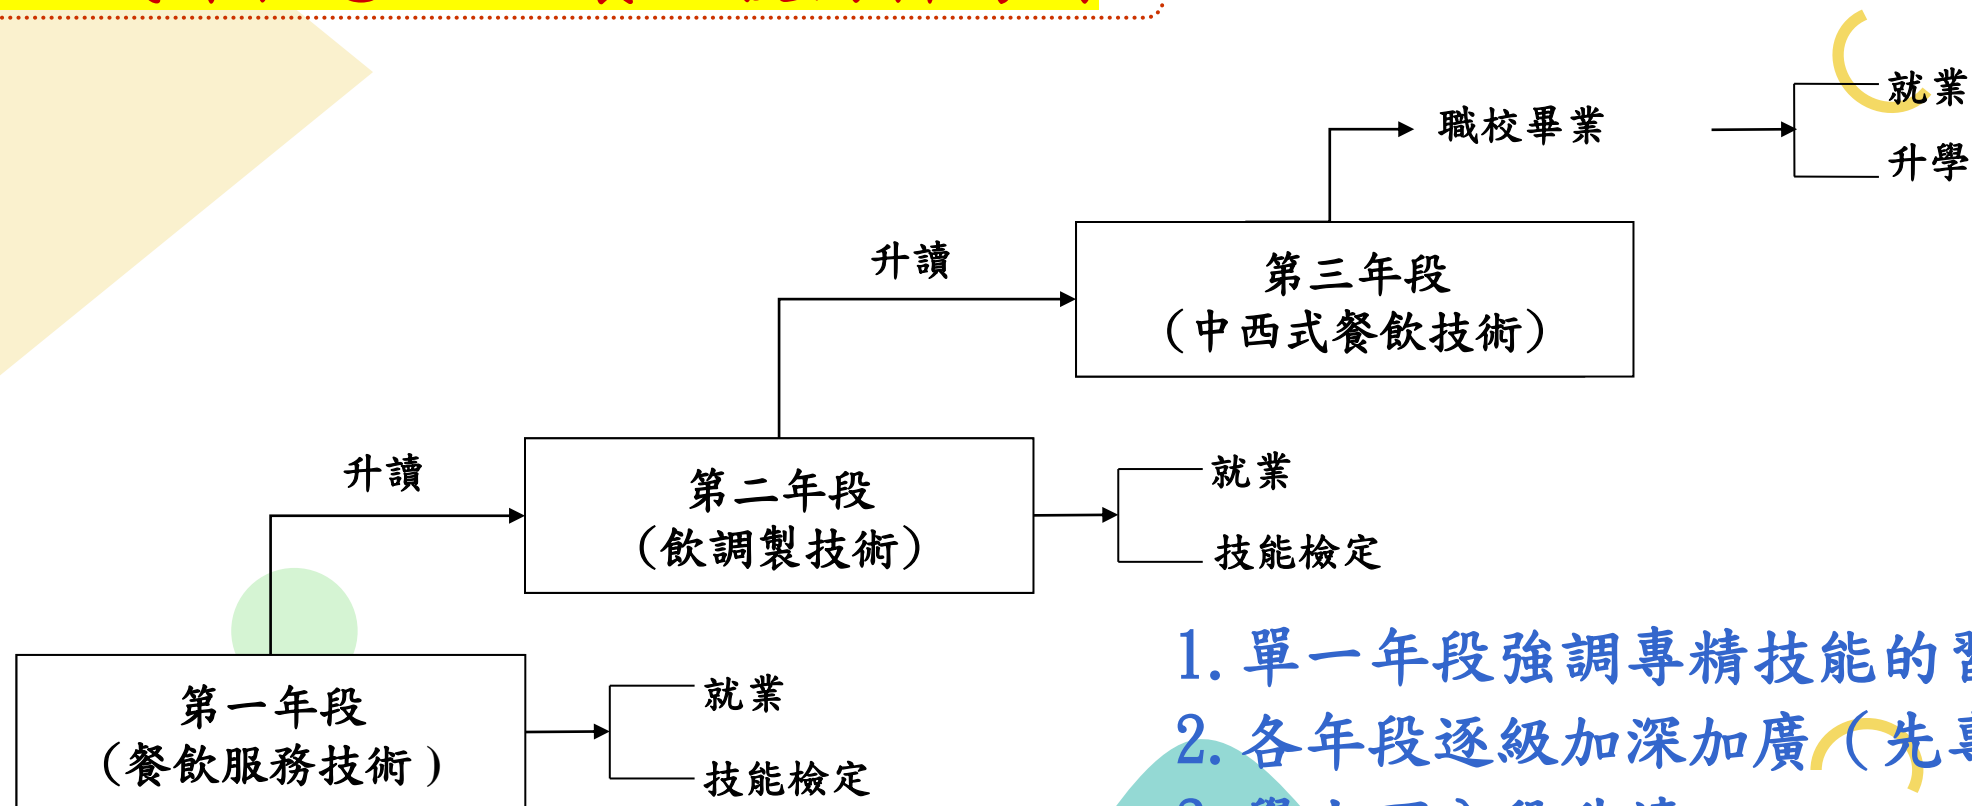 就業
職校畢業
升學
升讀
第三年段
（中西式餐飲技術）
升讀
第二年段
（飲調製技術）
就業
技能檢定
1.單一年段強調專精技能的習
第一年段
（餐飲服務技術)
就業
2.各年段逐級加深加廣（先專
技能檢定